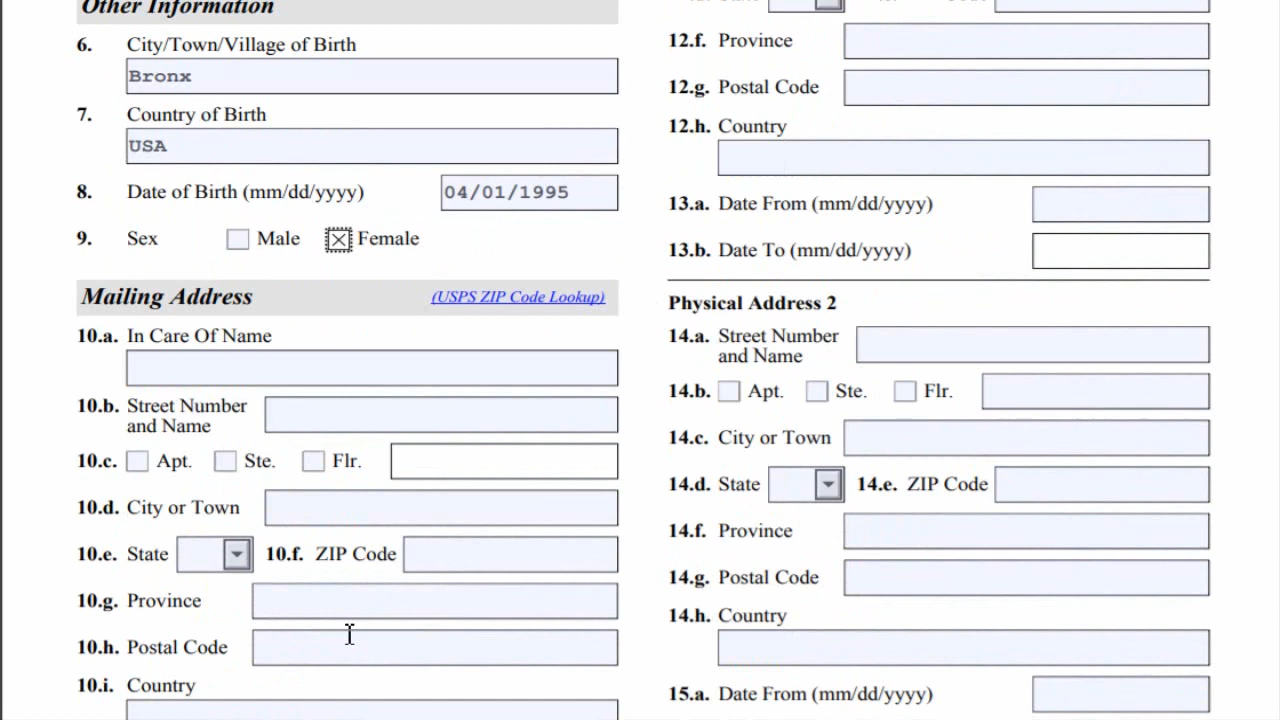 Other Information
6. City/Town/Village of Birth
Bronx
7. Country of Birth
USA
8. Date of Birth (mm/dd/yyyy) 04/01/1995
9. Sex Male Female
Mailing Address (USPS ZIP Code Lookup)
10.a. In Care Of Name
10.b. Street Number
and Name
10.c. Apt. Ste. Flr.
10.d. City or Town
10.e. State 10.f. ZIP Code
10.g. Province
10.h. Postal Code
10.i. Country
12.f. Province
12.g. Postal Code
12.h. Country
13.a. Date From (mm/dd/yyyy)
13.b. Date To (mm/dd/yyyy)
Physical Address 2
14.a. Street Number
and Name
14.b. Apt. Ste. Flr.
14.c. City or Town
14.d. State 14.e. ZIP Code
14.f. Province
14.g. Postal Code
14.h. Country
15.a. Date From (mm/dd/yyyy)